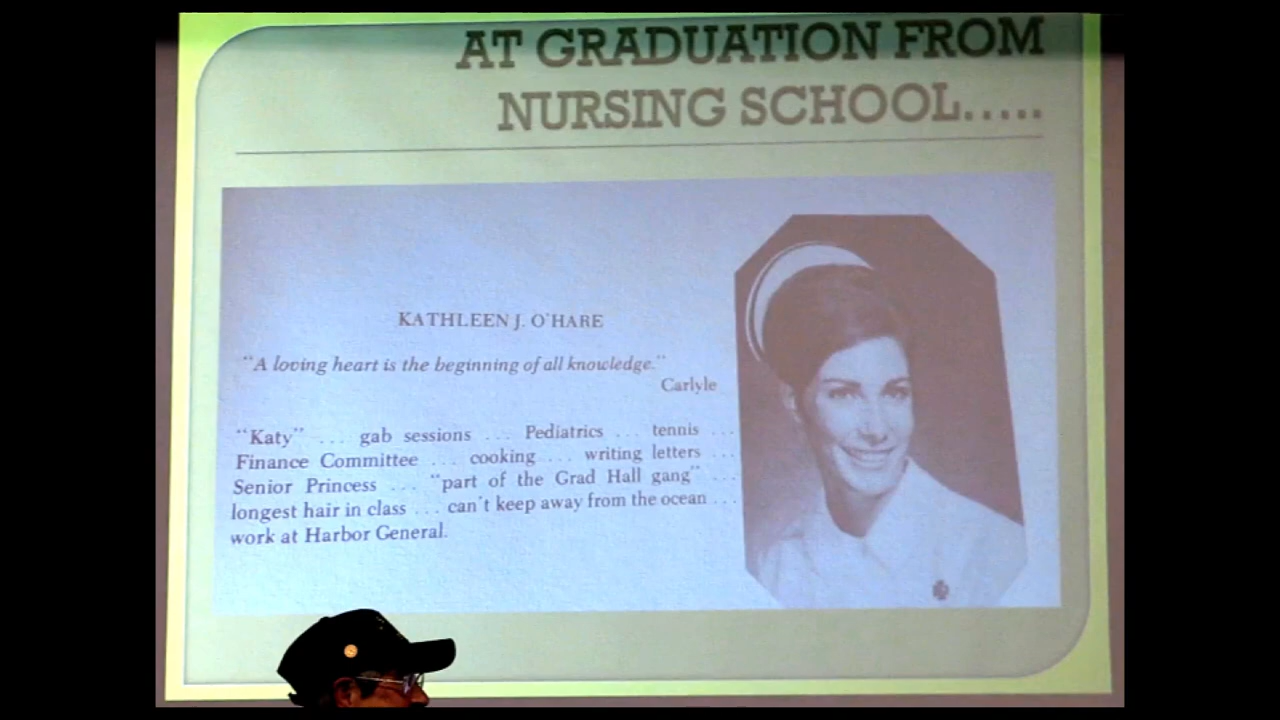 AT GRADUATION FROM
NURSING SCHOOL.....
KATHLEEN J. O'HARE
"A loving heart is the beginning of all knowledge."
Carlyle
"Katy" ... gab sessions ... Pediatrics ... tennis ...
Finance Committee ... cooking ... writing letters ...
Senior Princess ... "part of the Grad Hall gang" ...
longest hair in class ... can't keep away from the ocean ...
work at Harbor General.